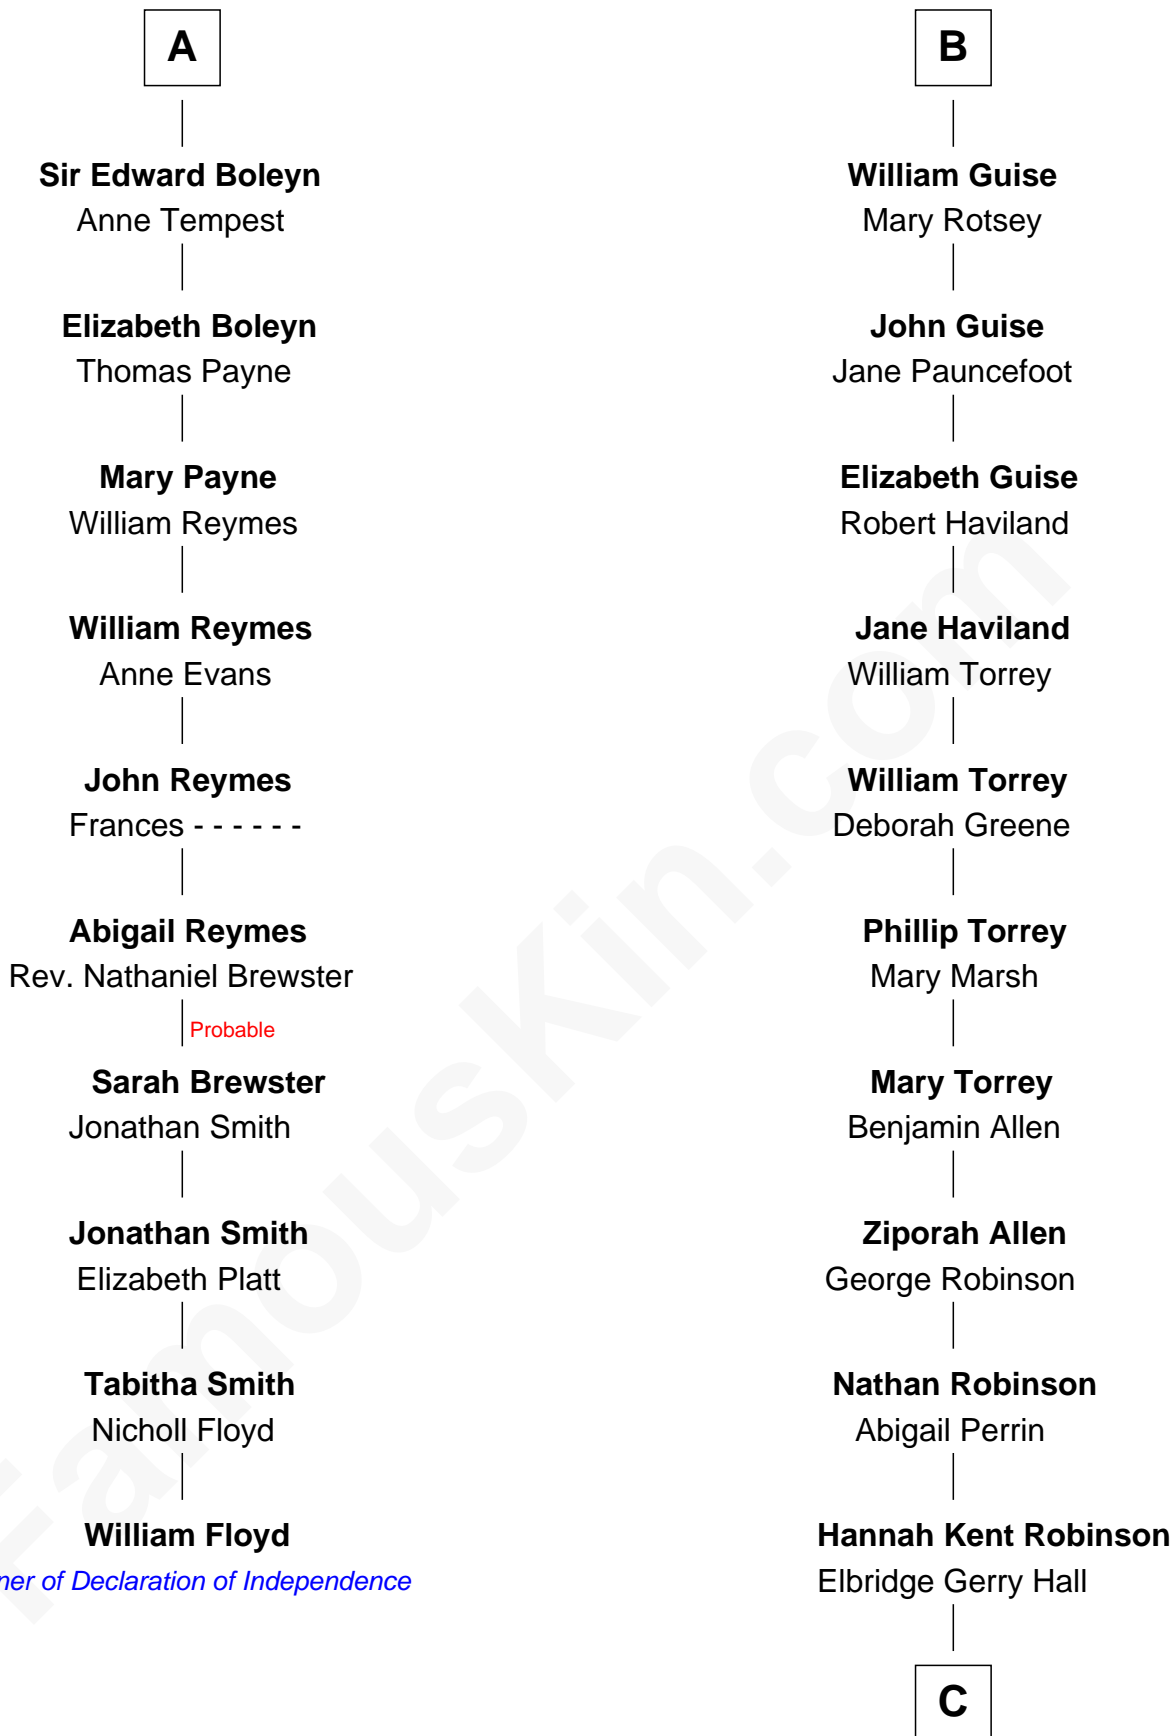 A
Sir Edward Boleyn
Anne Tempest
Elizabeth Boleyn
Thomas Payne
Mary Payne
William Reymes
William Reymes
Anne Evans
John Reymes
Frances - - - - - -
Abigail Reymes
Rev. Nathaniel Brewster
Probable
Sarah Brewster
Jonathan Smith
Jonathan Smith
Elizabeth Platt
Tabitha Smith
Nicholl Floyd
William Floyd
ner of Declaration of Independence
B
William Guise
Mary Rotsey
John Guise
Jane Pauncefoot
Elizabeth Guise
Robert Haviland
Jane Haviland
William Torrey
William Torrey
Deborah Greene
Phillip Torrey
Mary Marsh
Mary Torrey
Benjamin Allen
Ziporah Allen
George Robinson
Nathan Robinson
Abigail Perrin
Hannah Kent Robinson
Elbridge Gerry Hall
C
FamousKin.com